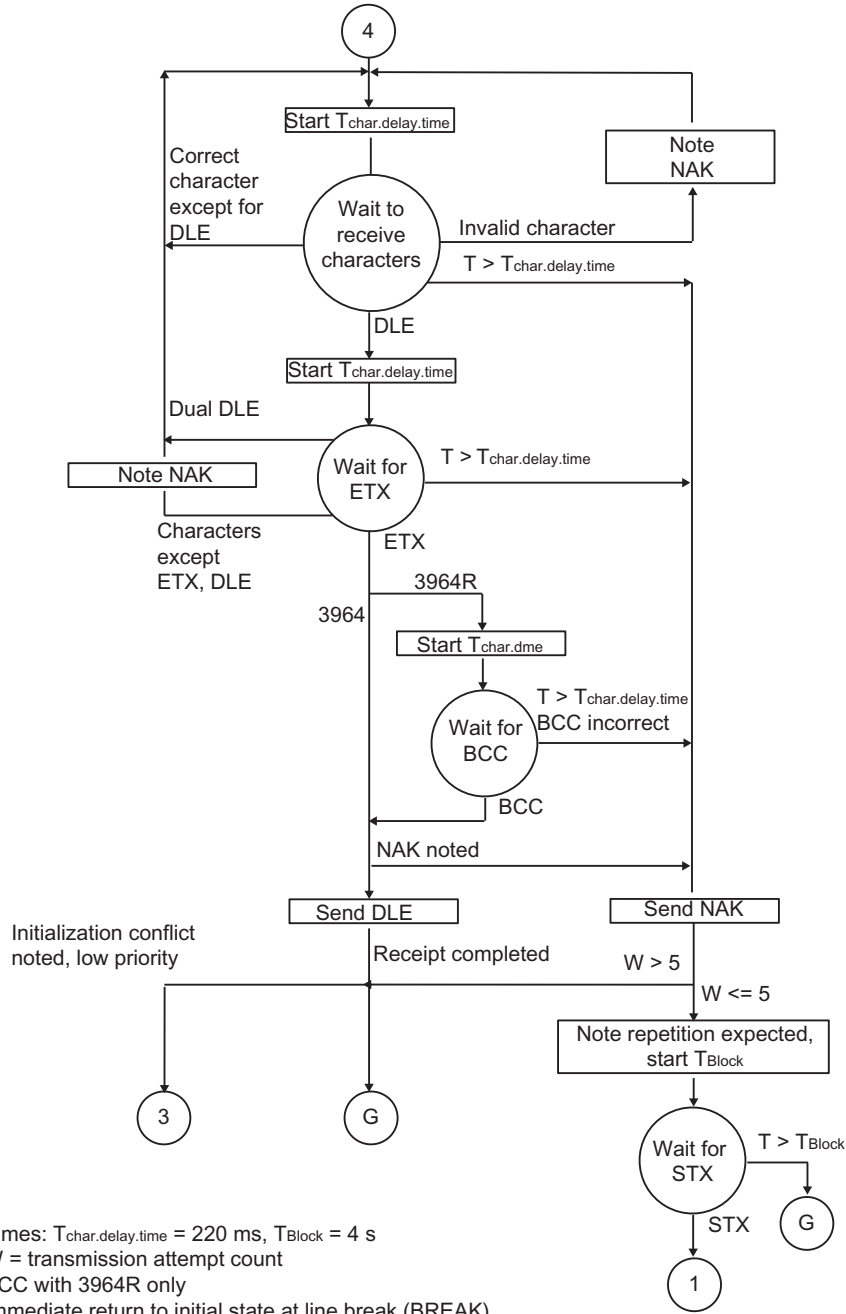 4
Start Tchar.delay.time
Note
NAK
Correct
character
except for
DLE
Wait to
receive
characters
Invalid character
T > Tchar.delay.time
DLE
Start Tchar.delay.time
Dual DLE
Wait for
ETX
T > Tchar.delay.time
Note NAK
Characters
except
ETX, DLE
ETX
3964R
3964
Start Tchar.dme
T > Tchar.delay.time
BCC incorrect
Wait for
BCC
BCC
NAK noted
Send DLE
Send NAK
Initialization conflict
noted, low priority
Receipt completed
W > 5
W <= 5
Note repetition expected,
start TBlock
3
G
Wait for
STX
T > TBlock
STX
G
1
mes: Tchar.delay.time = 220 ms, TBlock = 4 s
= transmission attempt count
CC with 3964R only
mmediate return to initial state at line break (BREAK)